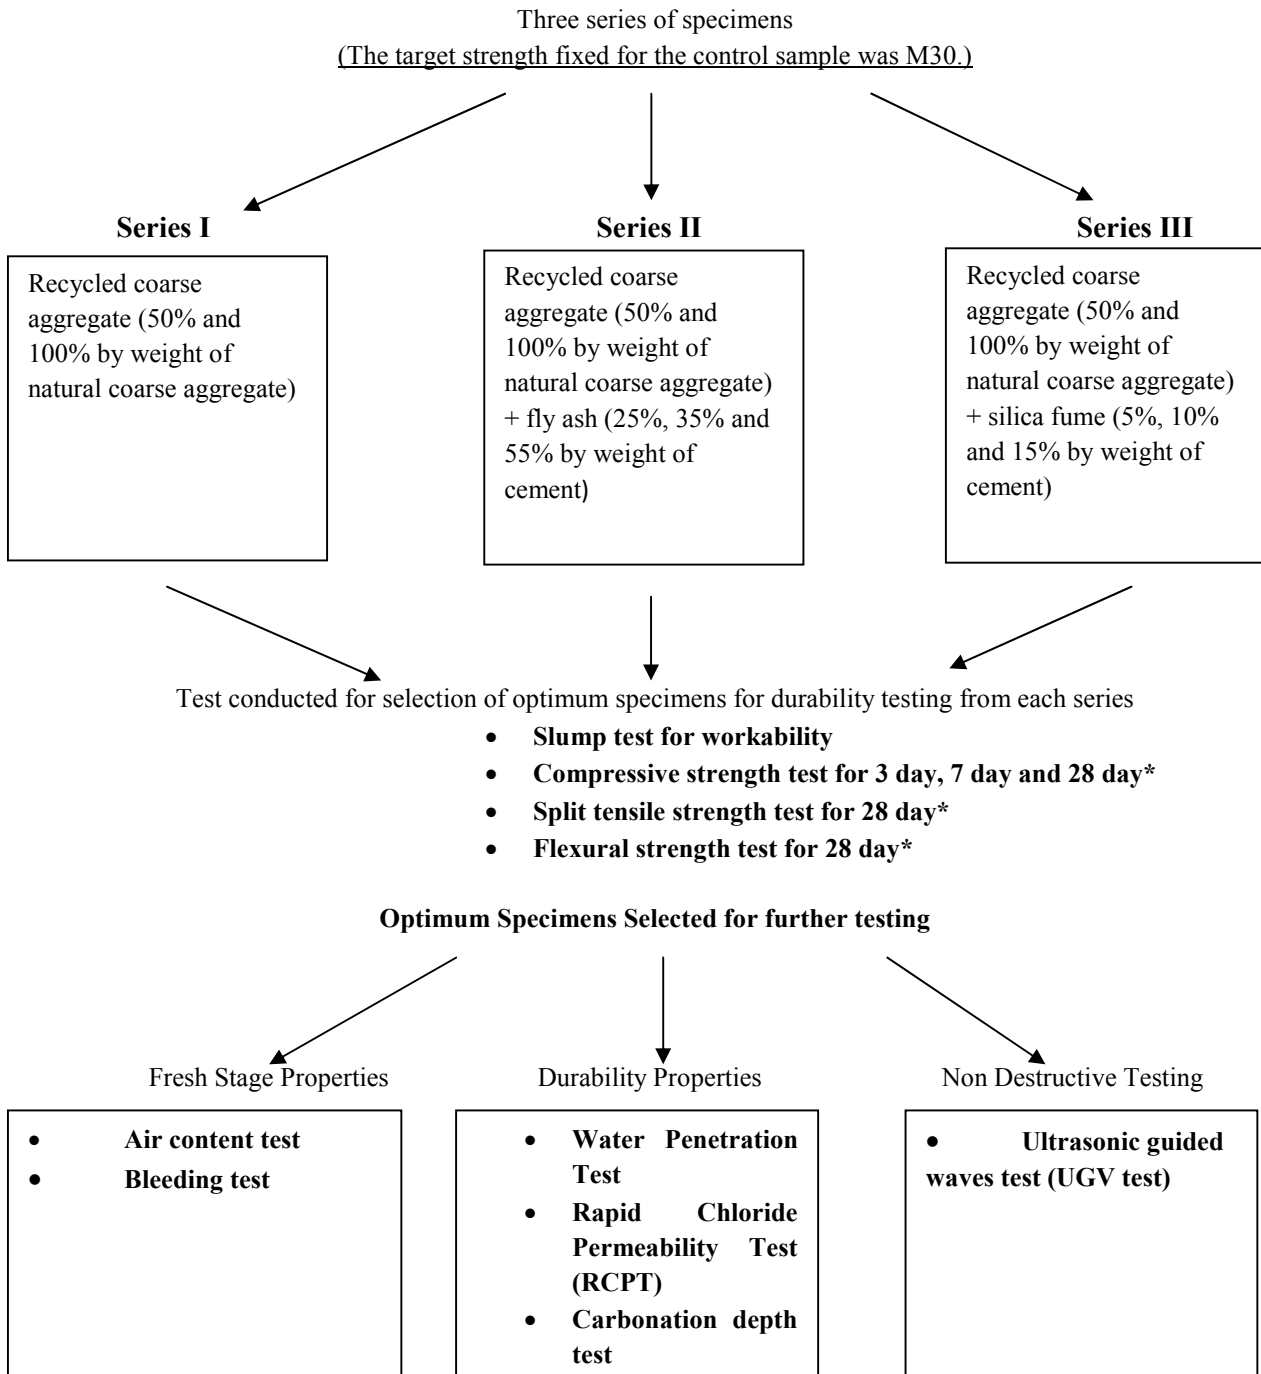 Three series of specimens
(The target strength fixed for the control sample was M30.)
Series I
Recycled coarse
aggregate (50% and
100% by weight of
natural coarse aggregate)
Series II
Recycled coarse
aggregate (50% and
100% by weight of
natural coarse aggregate)
+ fly ash (25%, 35% and
55% by weight of
cement)
Series III
Recycled coarse
aggregate (50% and
100% by weight of
natural coarse aggregate)
+ silica fume (5%, 10%
and 15% by weight of
cement)
Test conducted for selection of optimum specimens for durability testing from each series
• Slump test for workability
• Compressive strength test for 3 day, 7 day and 28 day*
• Split tensile strength test for 28 day*
• Flexural strength test for 28 day*
Optimum Specimens Selected for further testing
Fresh Stage Properties
• Air content test
• Bleeding test
Durability Properties
• Water Penetration
Test
• Rapid Chloride
Permeability Test
(RCPT)
• Carbonation depth
test
Non Destructive Testing
• Ultrasonic guided
waves test (UGV test)